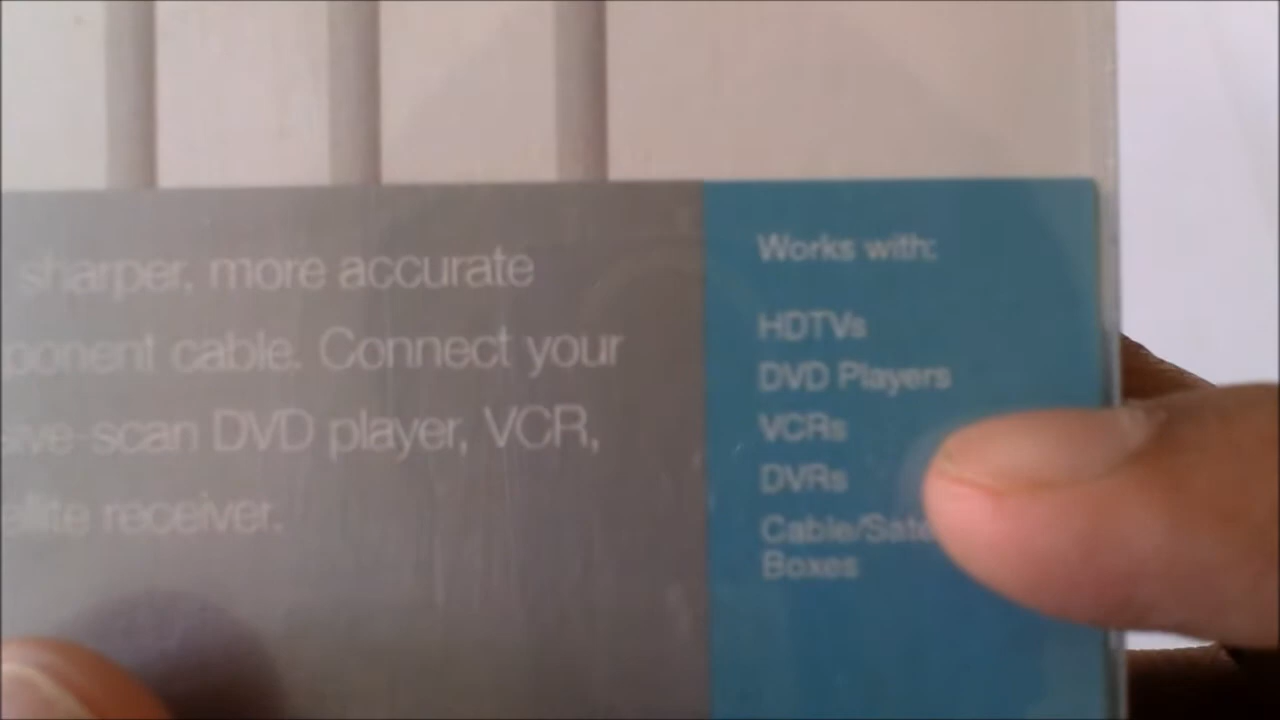 sharper, more accurate
ponent cable. Connect your
ive-scan DVD player, VCR,
ellite receiver.
Works with:
HDTVs
DVD Players
VCRs
DVRs
Cable/Sate
Boxes